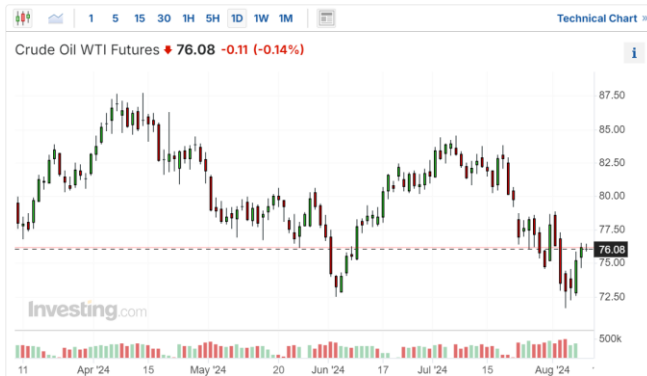 1 5 15 30 1H 5H 1D 1W 1M Technical Chart »
Crude Oil WTI Futures 76.08 -0.11 (-0.14%) i
87.50
85.00
82.50
80.00
77.50
76.08
75.00
72.50
Investing.com
500k
11 Apr '24 15 May '24 20 Jun '24 17 Jul '24 15 Aug '24